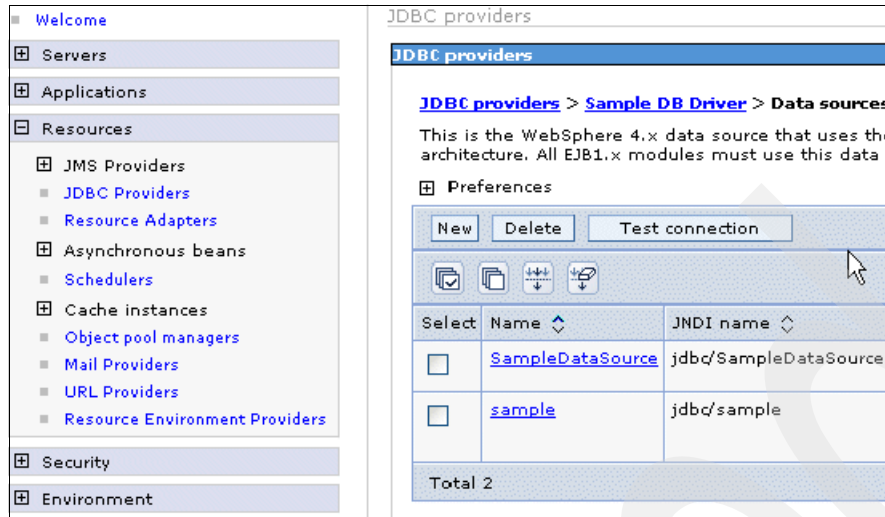 Welcome
Servers
Applications
Resources
JMS Providers
JDBC Providers
Resource Adapters
Asynchronous beans
Schedulers
Cache instances
Object pool managers
Mail Providers
URL Providers
Resource Environment Providers
Security
Environment
JDBC providers
JDBC providers
JDBC providers > Sample DB Driver > Data sources
This is the WebSphere 4.x data source that uses the
architecture. All EJB1.x modules must use this data
Preferences
New Delete Test connection
Select Name JNDI name
SampleDataSource jdbc/SampleDataSource
sample jdbc/sample
Total 2